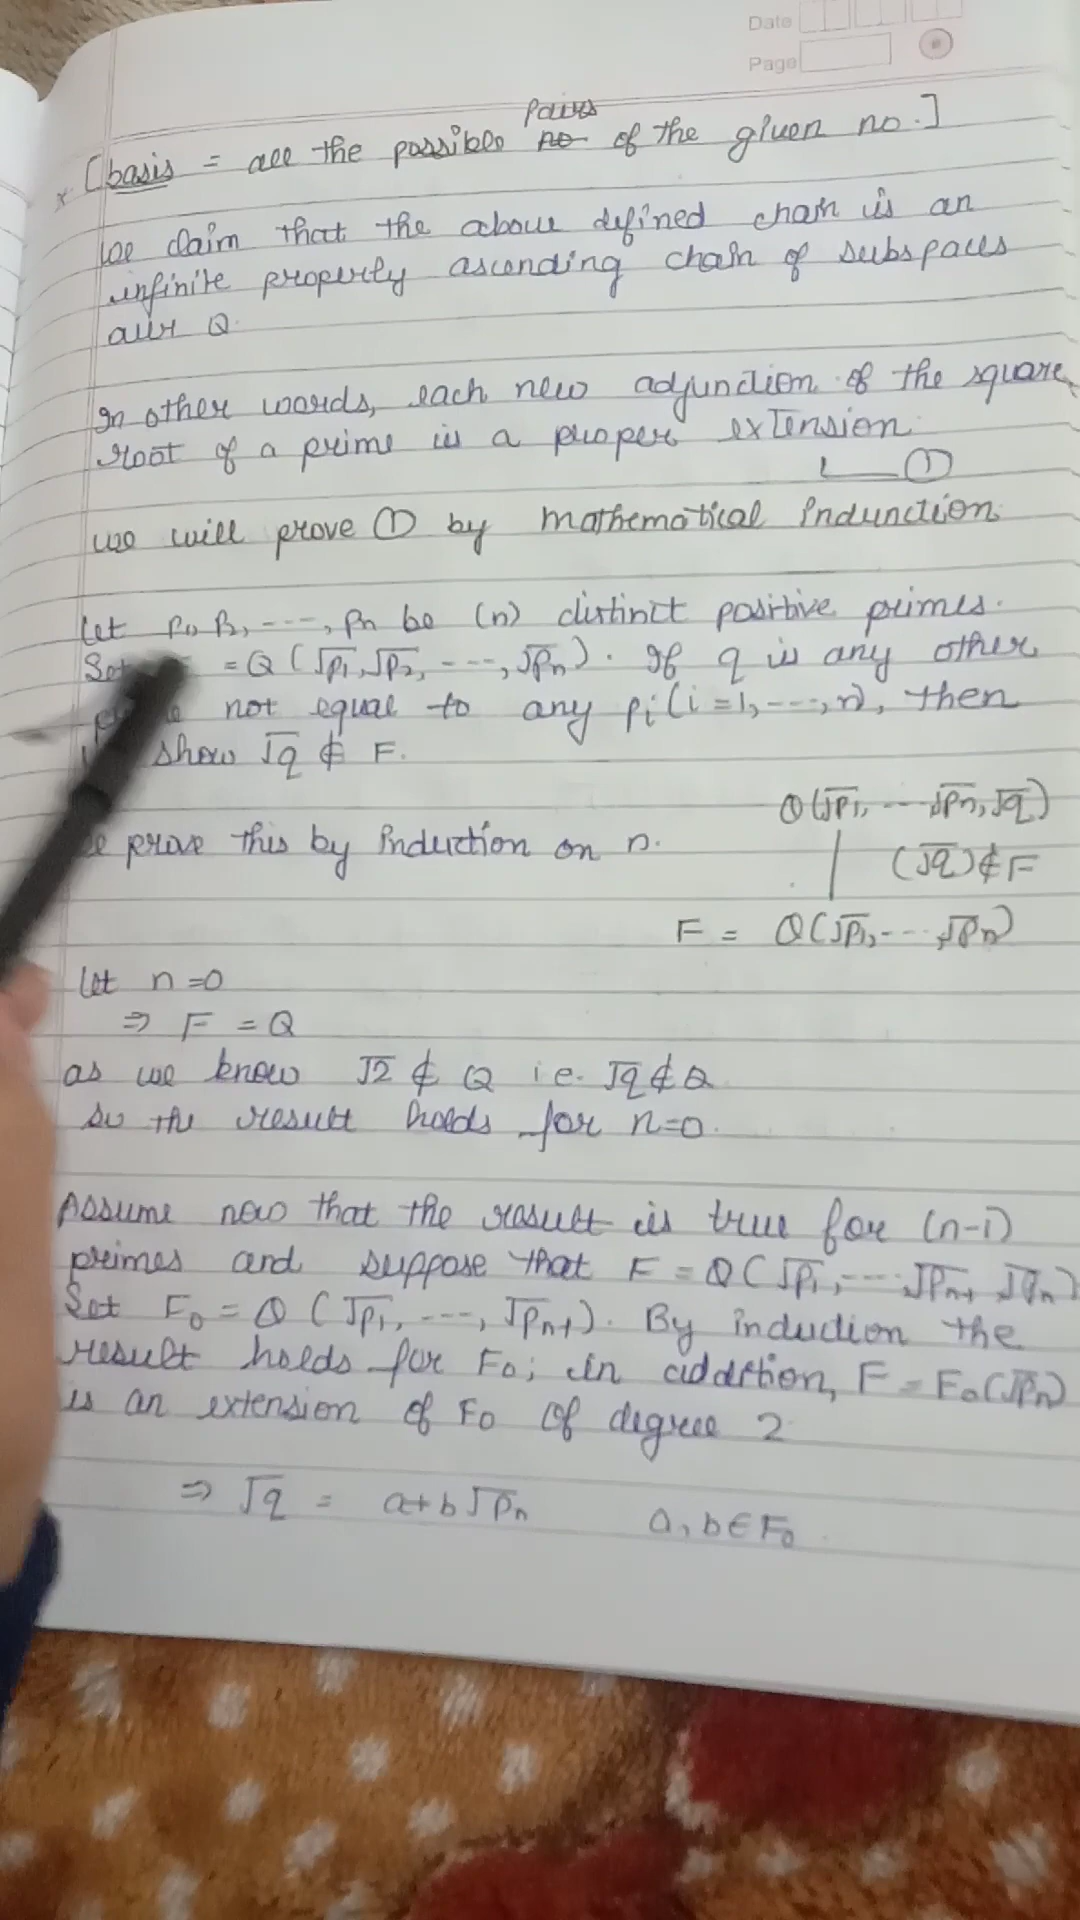 Date
Page
Pairs
* [basis = all the possible no of the given no.]
we claim that the above defined chain is an
infinite properly ascending chain of subspaces
over Q.
In other words, each new adjunction of the square
root of a prime is a proper extension.
①
we will prove ① by Mathematical Indunction.
Let p1, p2, ----, pn be (n) distinct positive primes.
Set = Q (√p1, √p2, ----, √pn). If q is any other
not equal to any pi (i=1,---,n), then
show √q ∉ F.
Q(√p1, ---√pn, √q)
prove this by induction on n.
(√q) ∉ F
F = Q(√p1, --- √pn)
Let n=0
⇒ F = Q
as we know √2 ∉ Q i.e. √q ∉ Q
so the result holds for n=0.
Assume now that the result is true for (n-1)
primes and suppose that F = Q (√p1, ---√pn-1, √pn)
Set F0 = Q (√p1, ---, √pn-1). By induction the
result holds for F0; in addition, F = F0(√pn)
is an extension of F0 of degree 2
⇒ √q = a+b√pn a, b ∈ F0